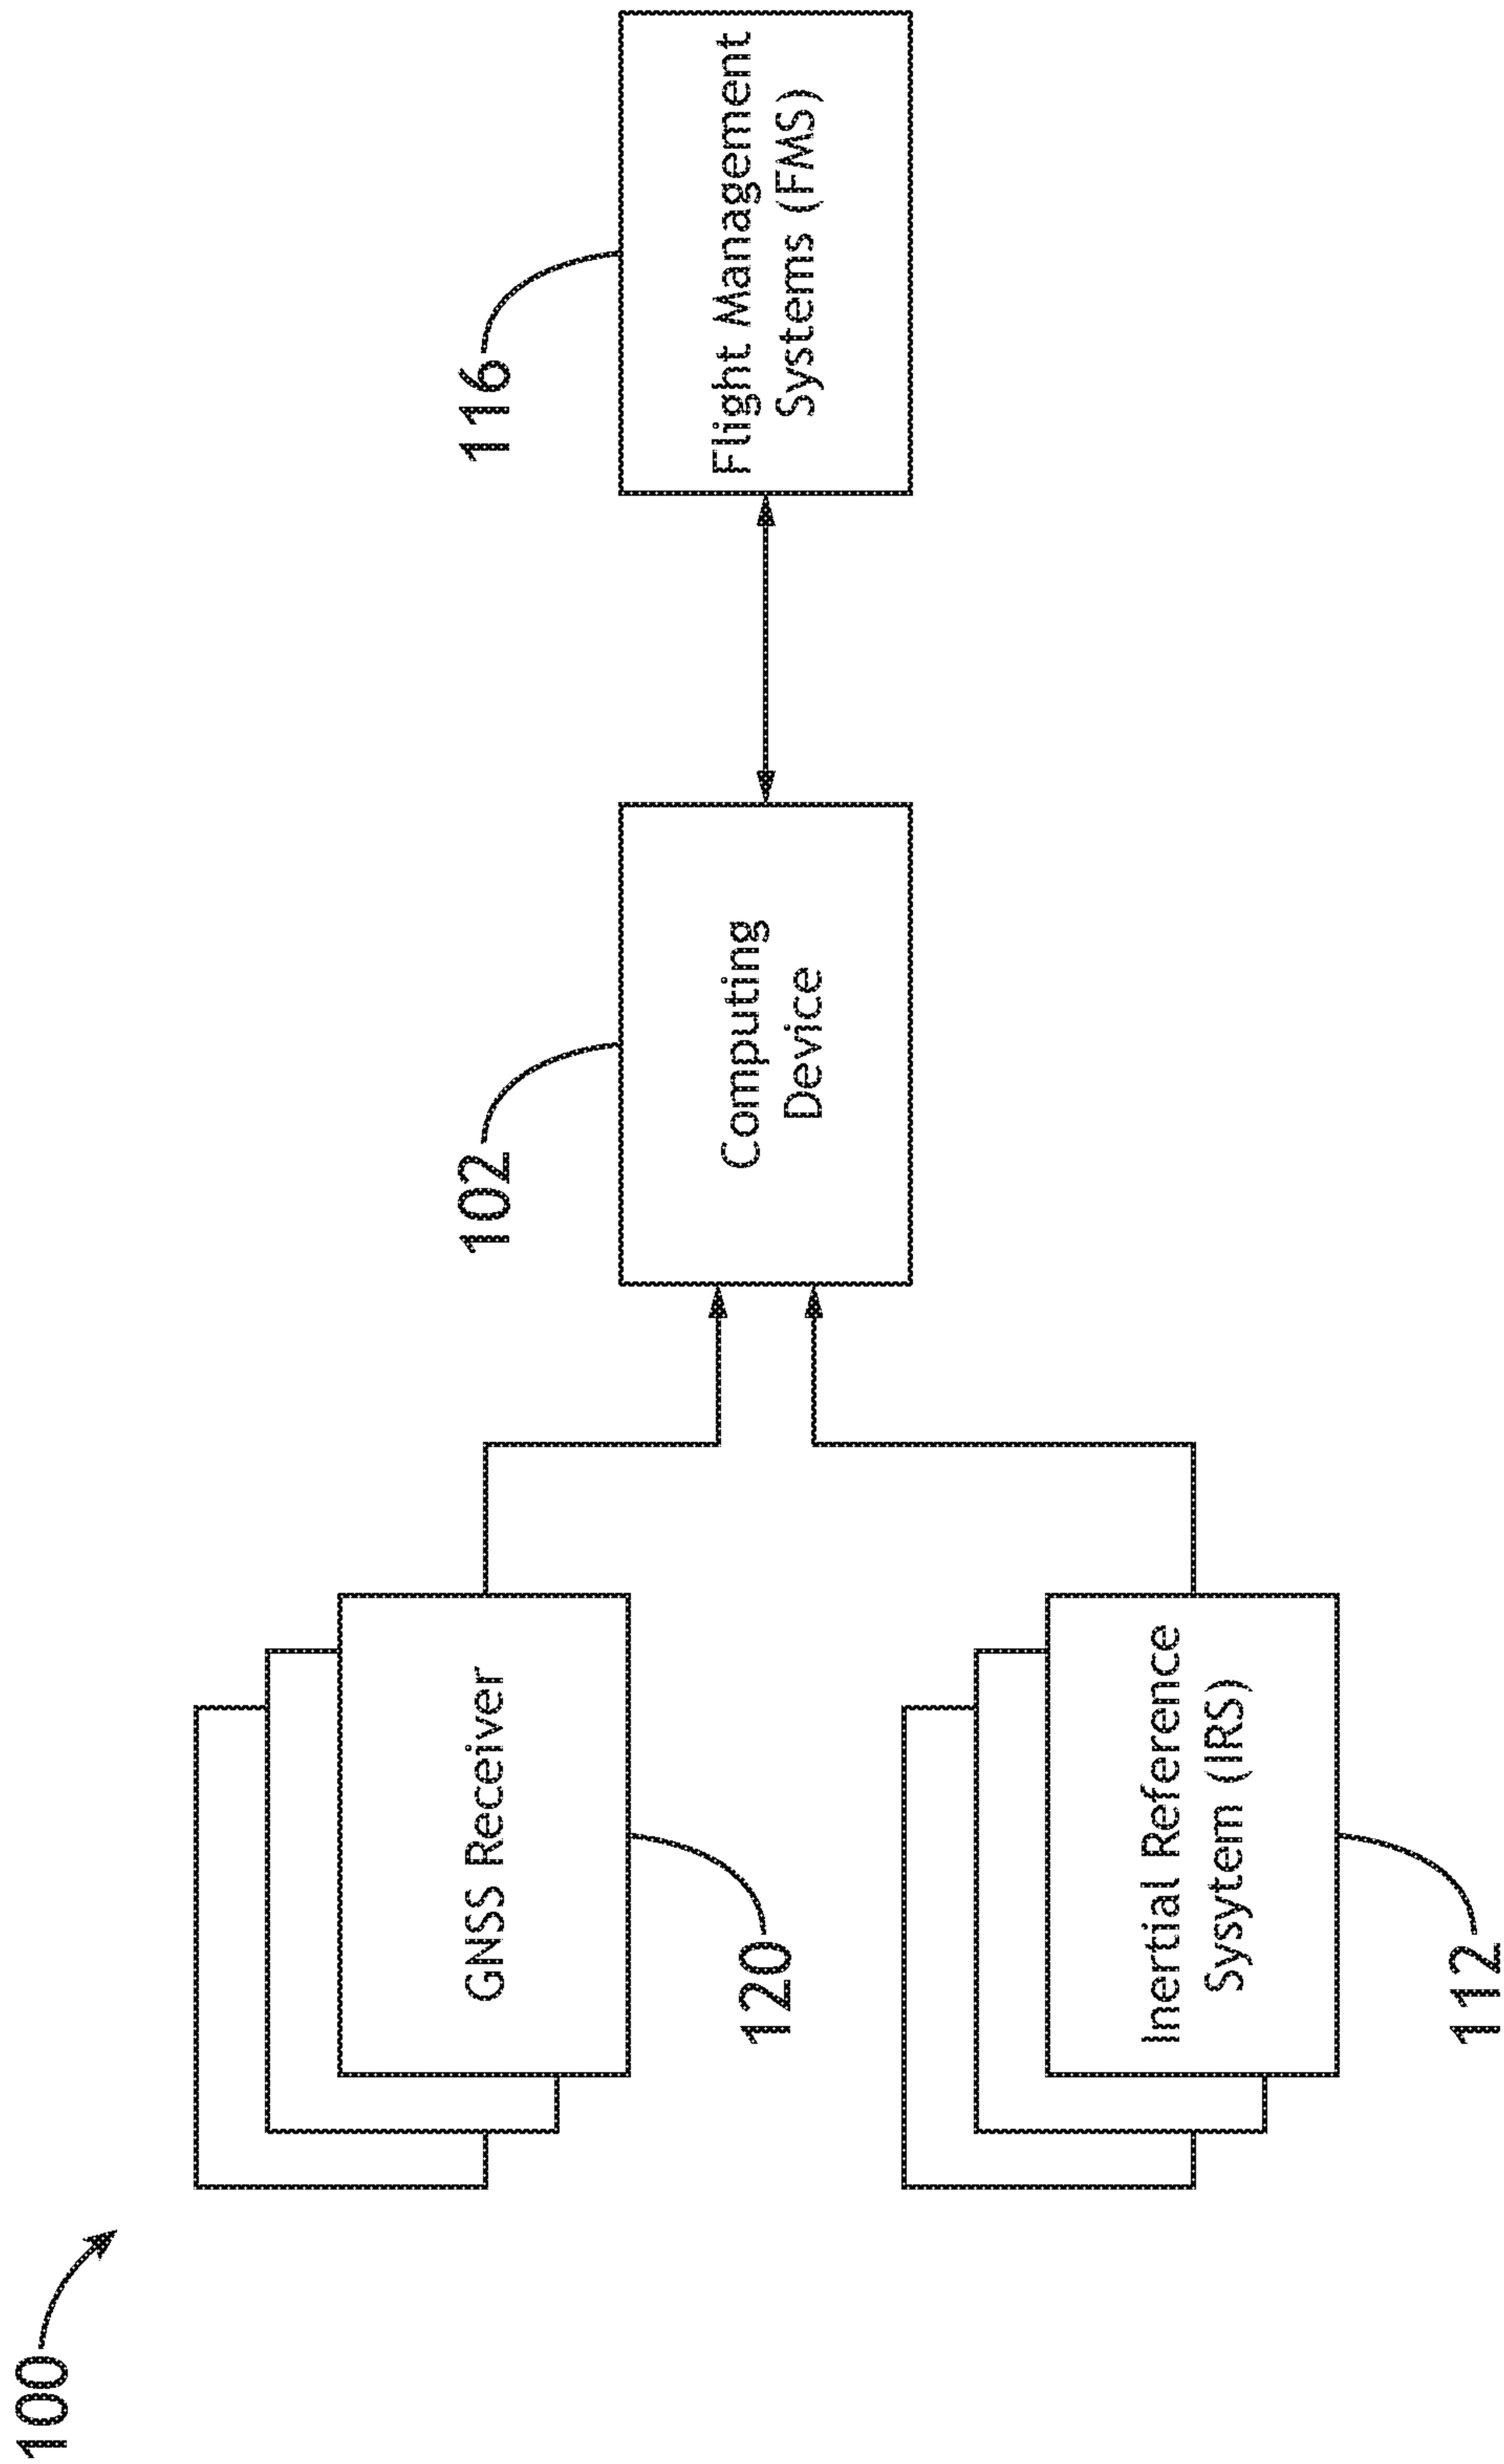 100
GNSS Receiver
120
Inertial Reference
Sysytem (IRS)
112
102
Computing
Device
116
Flight Management
Systems (FMS)